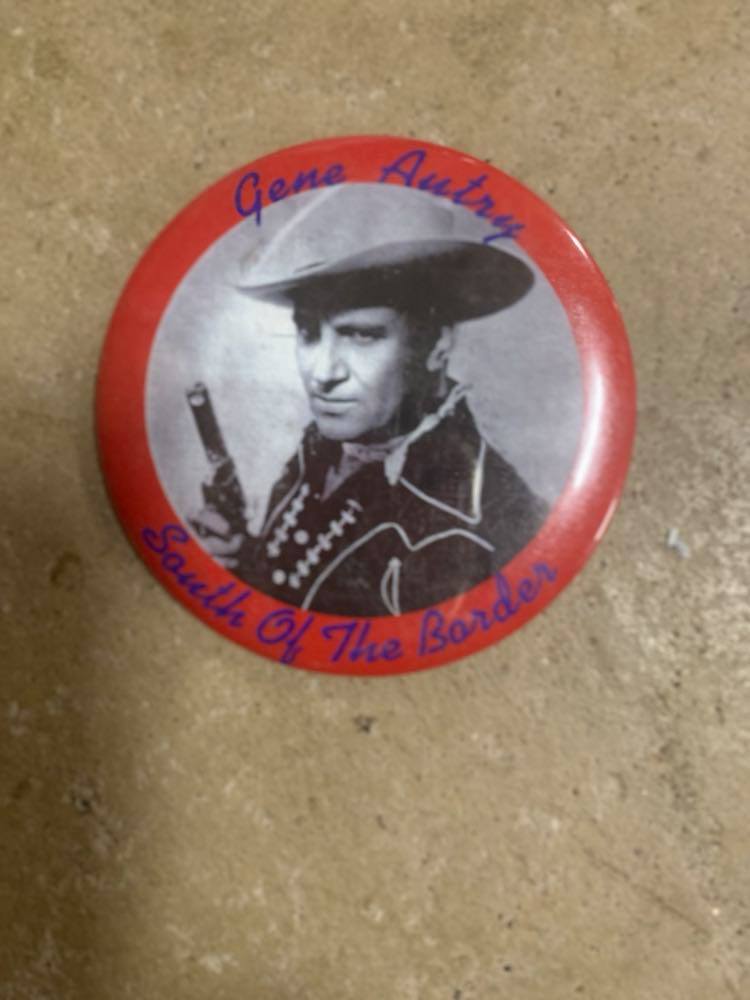 Gene Autry
South Of The Border